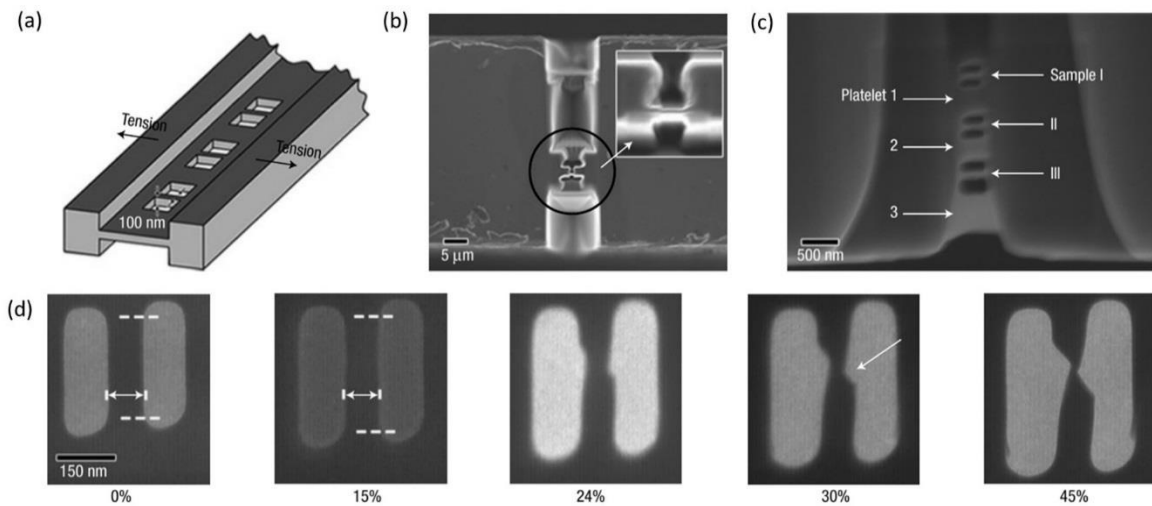 (a)
Tension
Tension
100 nm
(b)
5 μm
(c)
Sample I
Platelet 1
II
2
III
3
500 nm
(d)
150 nm
0%
15%
24%
30%
45%